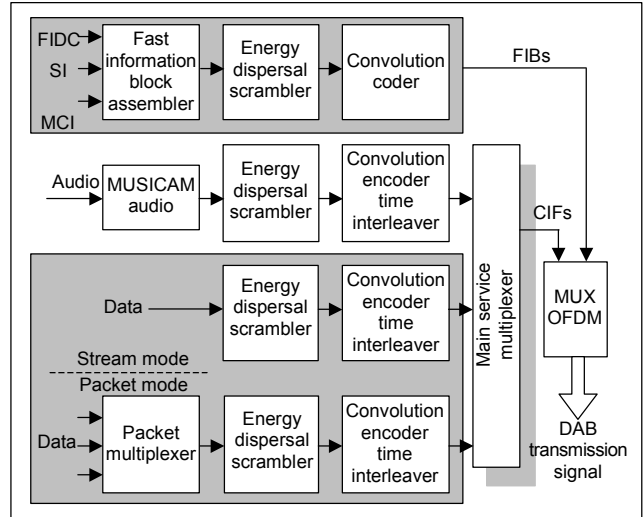 FIDC
SI
MCI
Fast
information
block
assembler
Energy
dispersal
scrambler
Convolution
coder
FIBs
Audio
MUSICAM
audio
Energy
dispersal
scrambler
Convolution
encoder
time
interleaver
Main service
multiplexer
CIFs
MUX
OFDM
DAB
transmission
signal
Data
Energy
dispersal
scrambler
Convolution
encoder
time
interleaver
Stream mode
Packet mode
Data
Packet
multiplexer
Energy
dispersal
scrambler
Convolution
encoder
time
interleaver